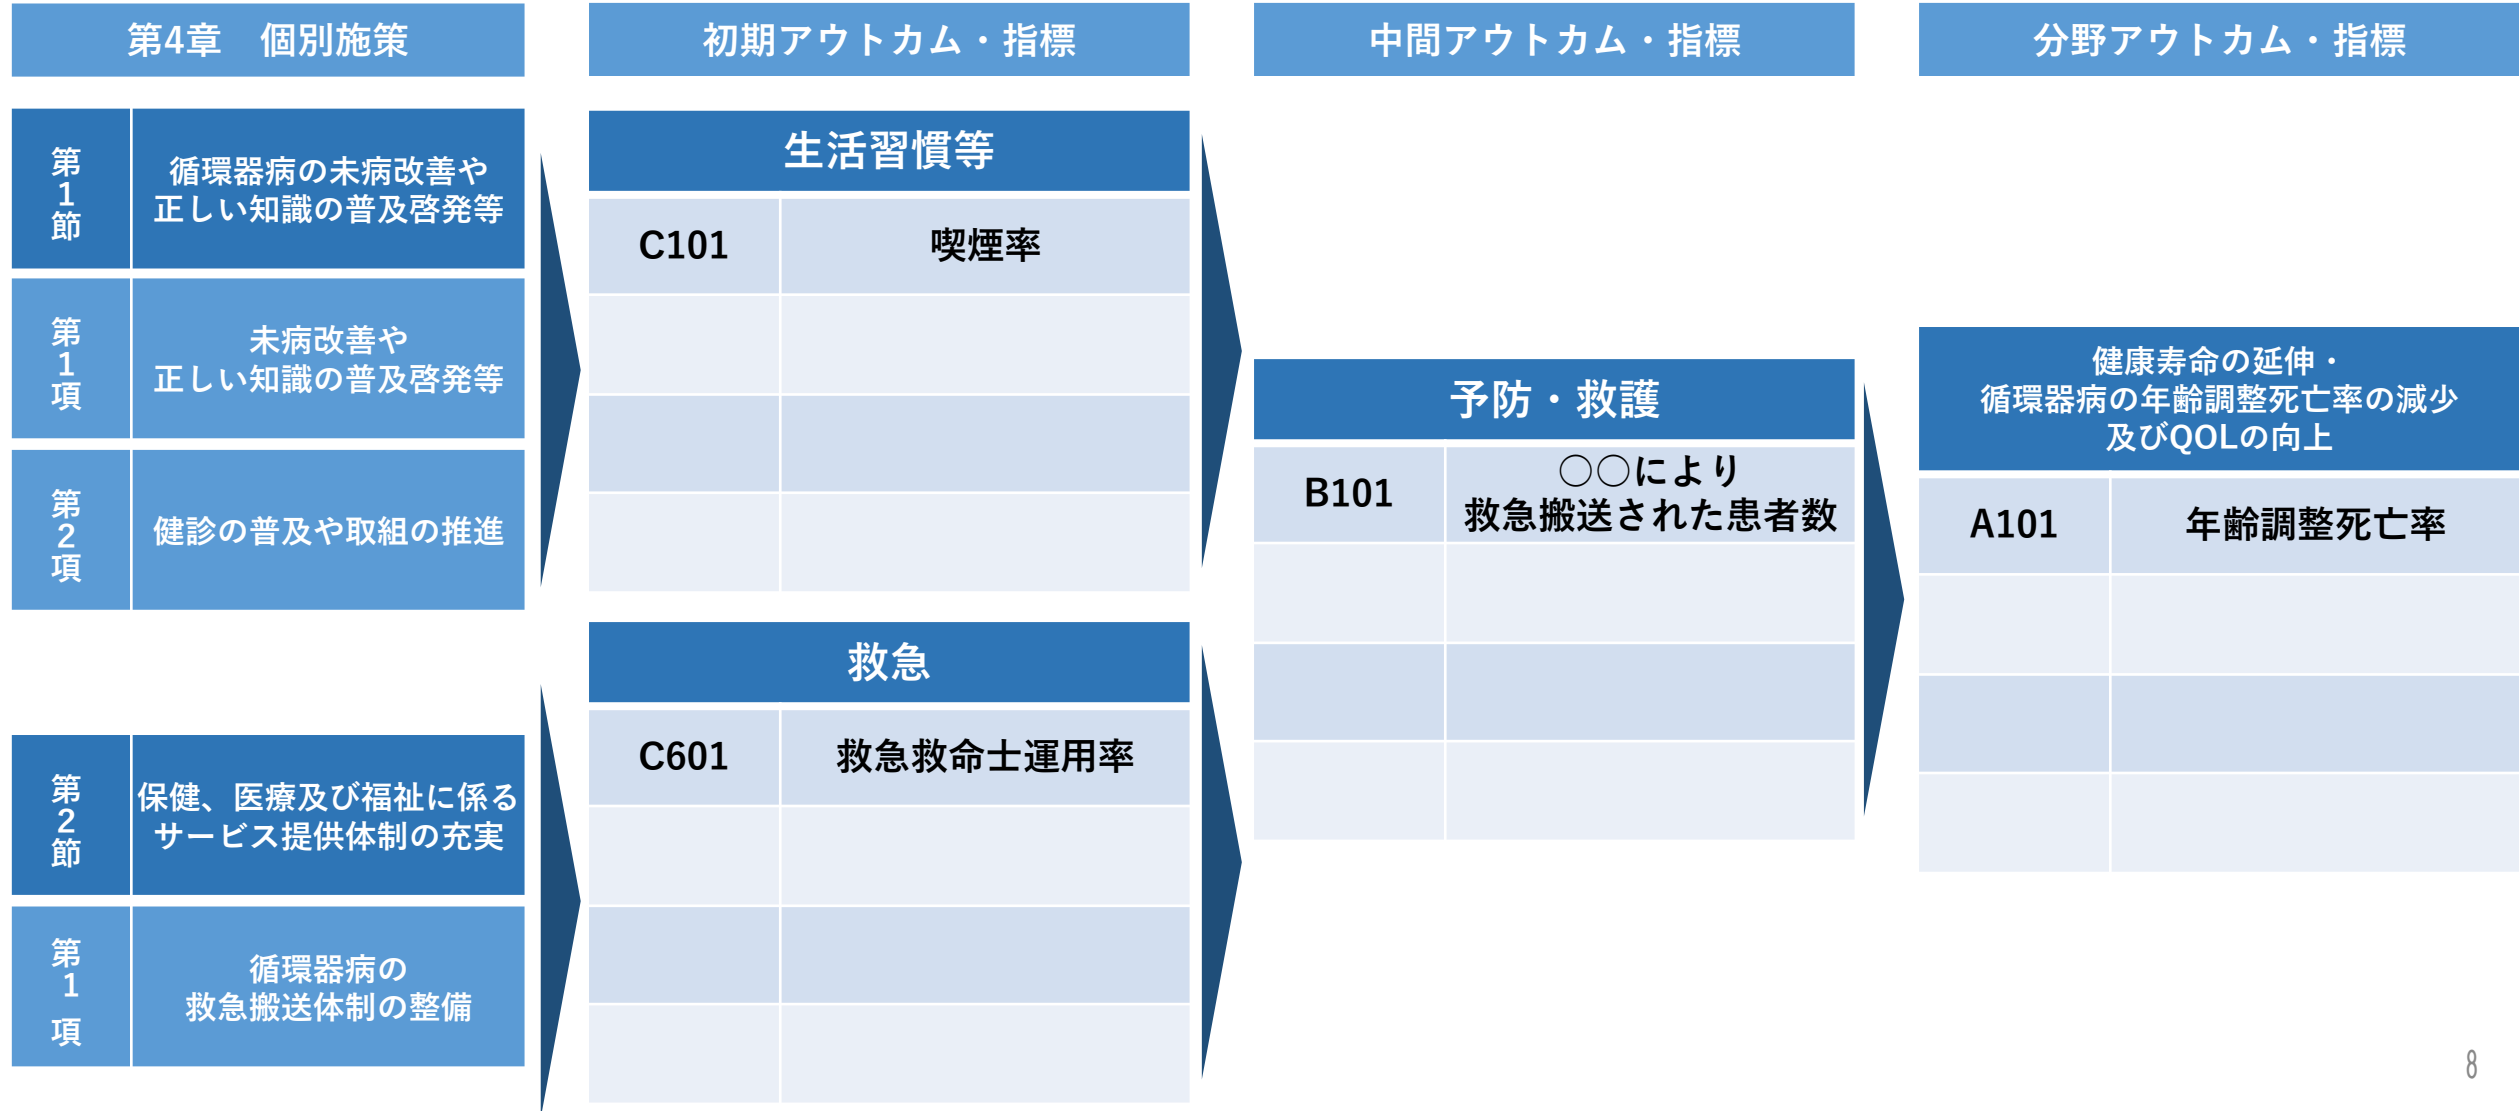 第4章　個別施策
初期アウトカム・指標
中間アウトカム・指標
分野アウトカム・指標
第1節
循環器病の未病改善や
正しい知識の普及啓発等
第1項
未病改善や
正しい知識の普及啓発等
第2項
健診の普及や取組の推進
第2節
保健、医療及び福祉に係る
サービス提供体制の充実
第1項
循環器病の
救急搬送体制の整備
生活習慣等
C101
喫煙率
救急
C601
救急救命士運用率
予防・救護
B101
〇〇により
救急搬送された患者数
健康寿命の延伸・
循環器病の年齢調整死亡率の減少
及びQOLの向上
A101
年齢調整死亡率
8